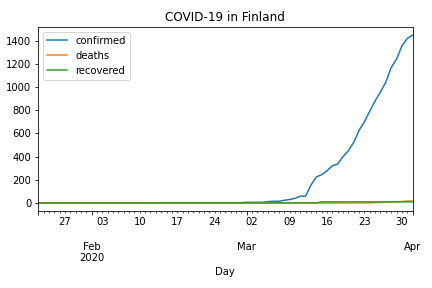 COVID-19 in Finland
confirmed
deaths
recovered
1400
1200
1000
800
600
400
200
0
27 03 10 17 24 02 09 16 23 30
Feb Mar Apr
2020
Day